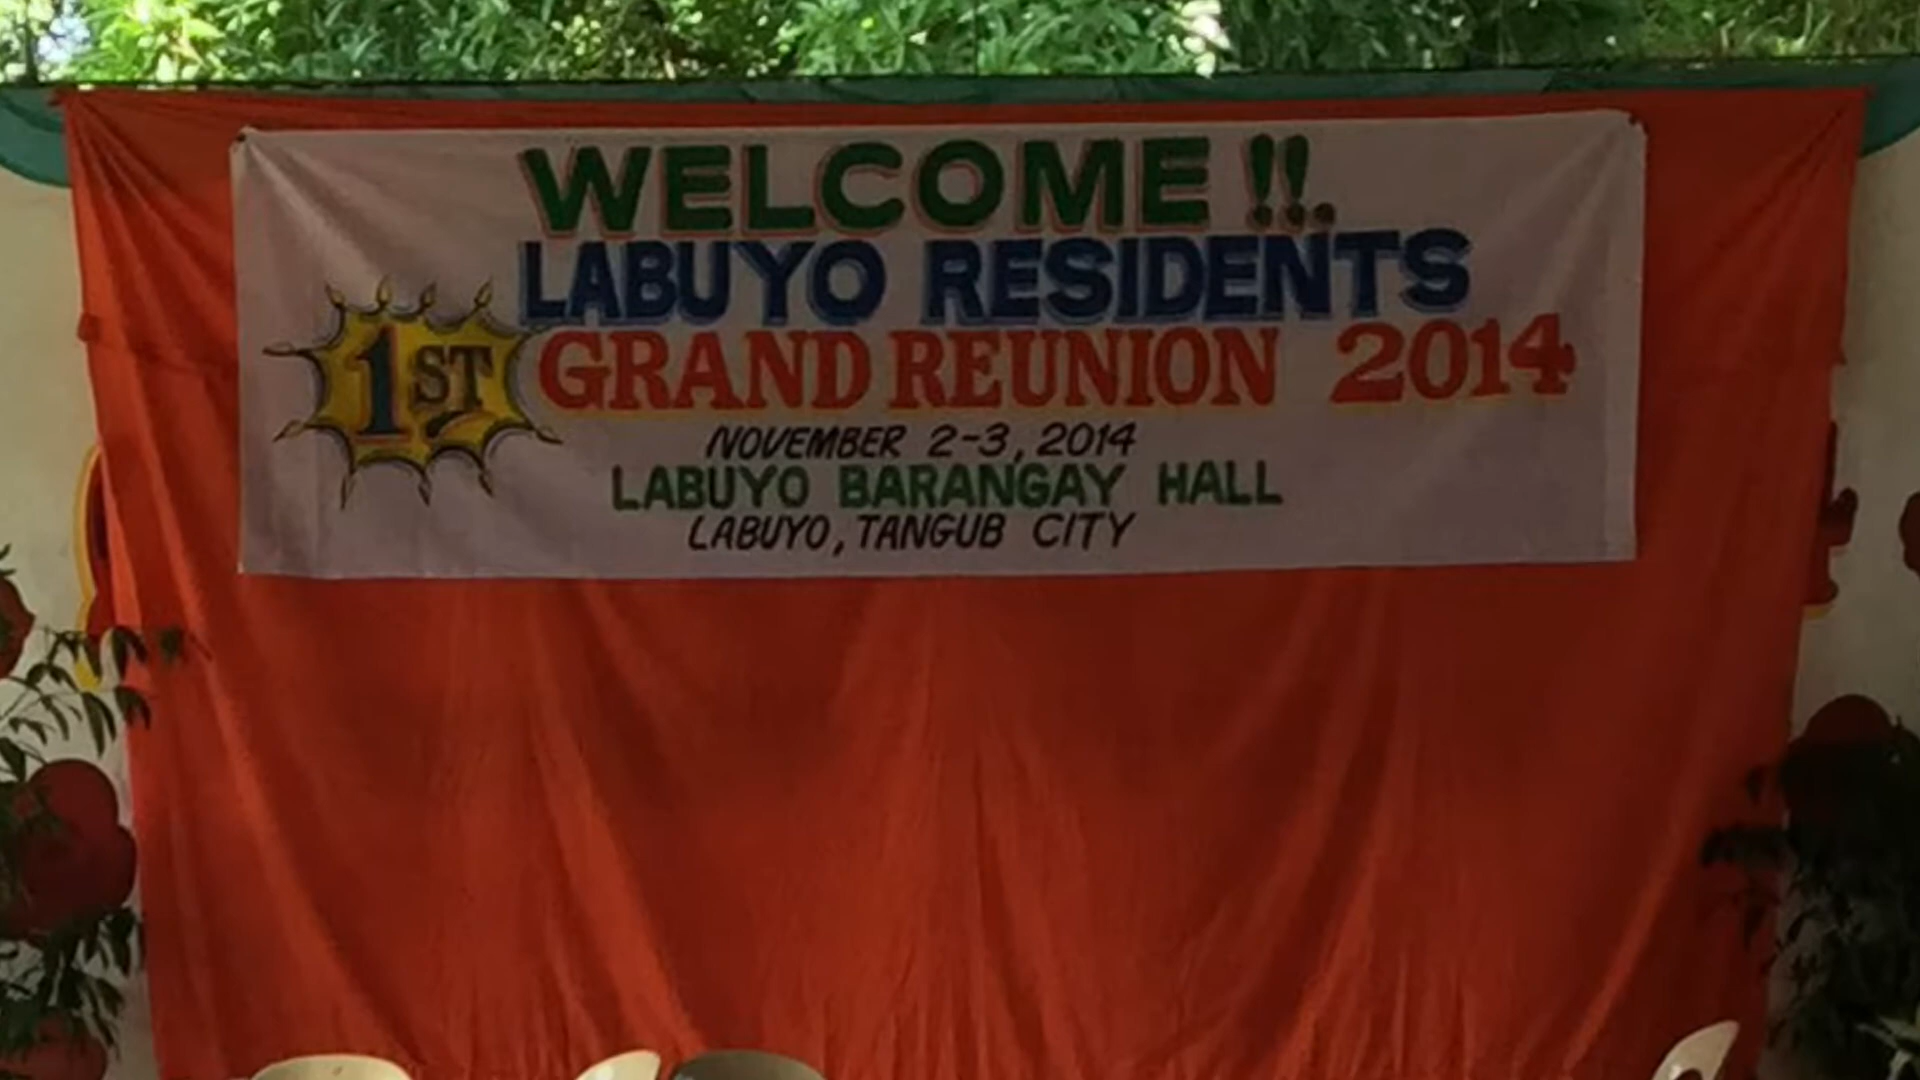 WELCOME!!.
LABUYO RESIDENTS
1ST GRAND REUNION 2014
NOVEMBER 2-3, 2014
LABUYO BARANGAY HALL
LABUYO, TANGUB CITY